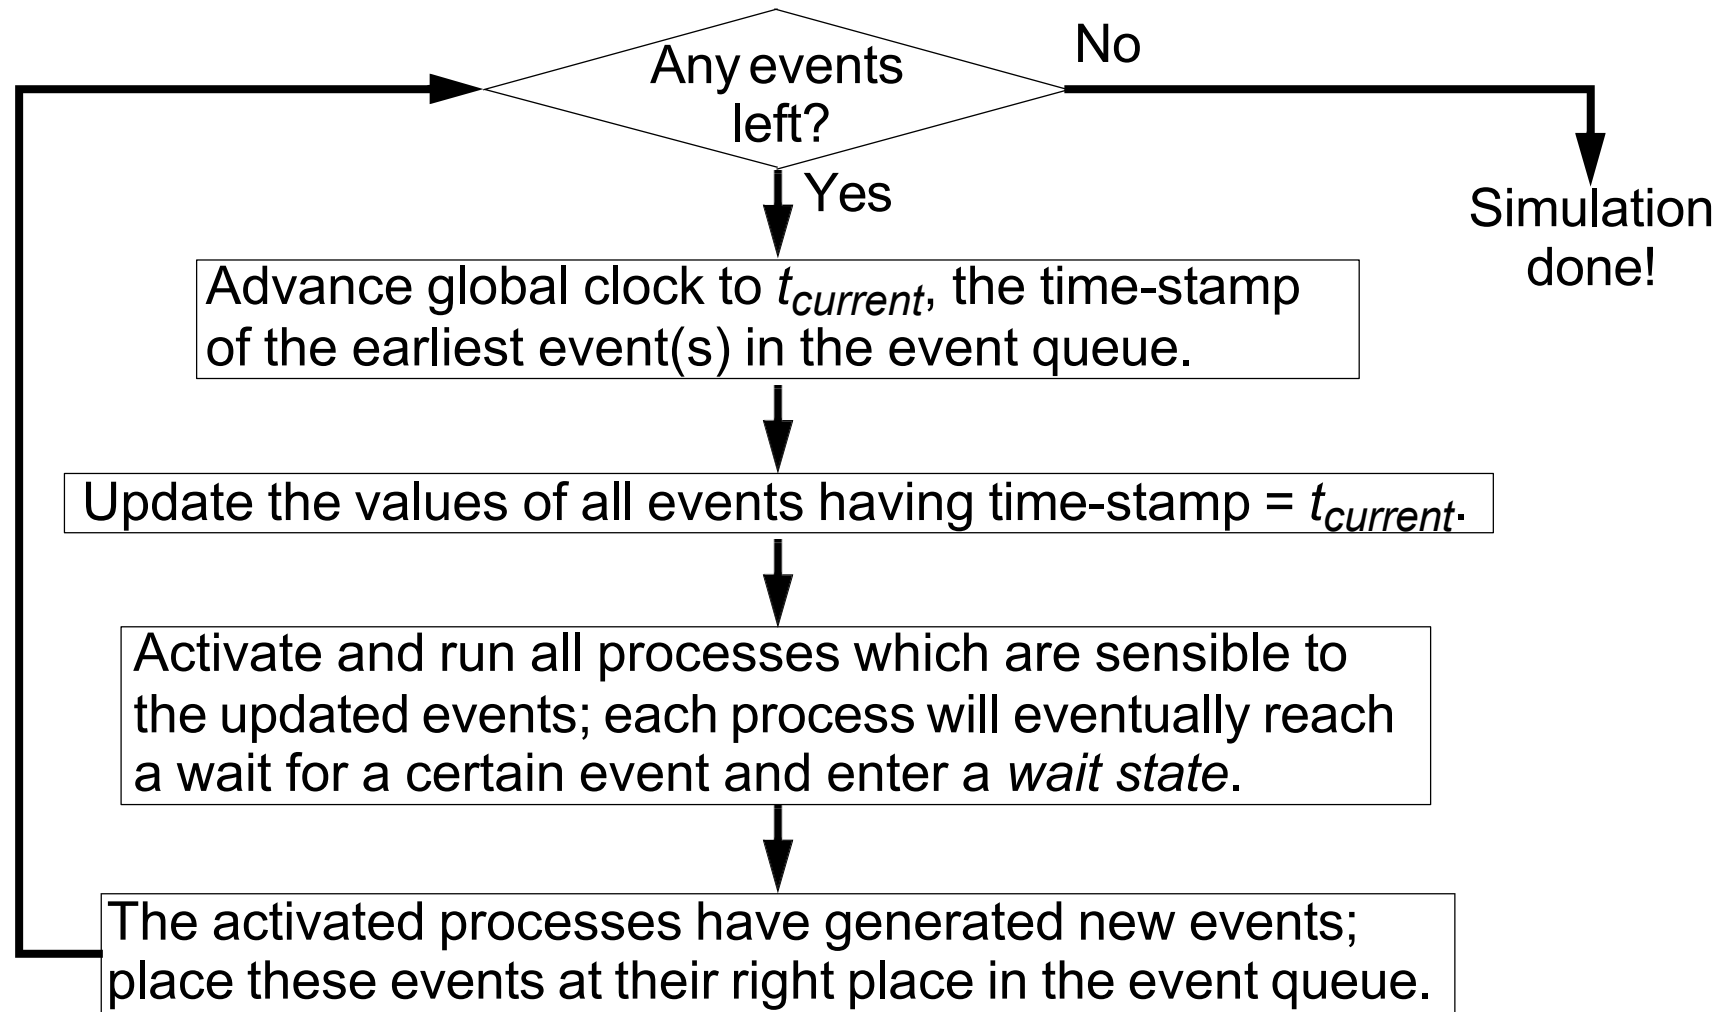 Any events
left?
No
Yes
Simulation
done!
Advance global clock to tcurrent, the time-stamp
of the earliest event(s) in the event queue.
Update the values of all events having time-stamp = tcurrent.
Activate and run all processes which are sensible to
the updated events; each process will eventually reach
a wait for a certain event and enter a wait state.
The activated processes have generated new events;
place these events at their right place in the event queue.